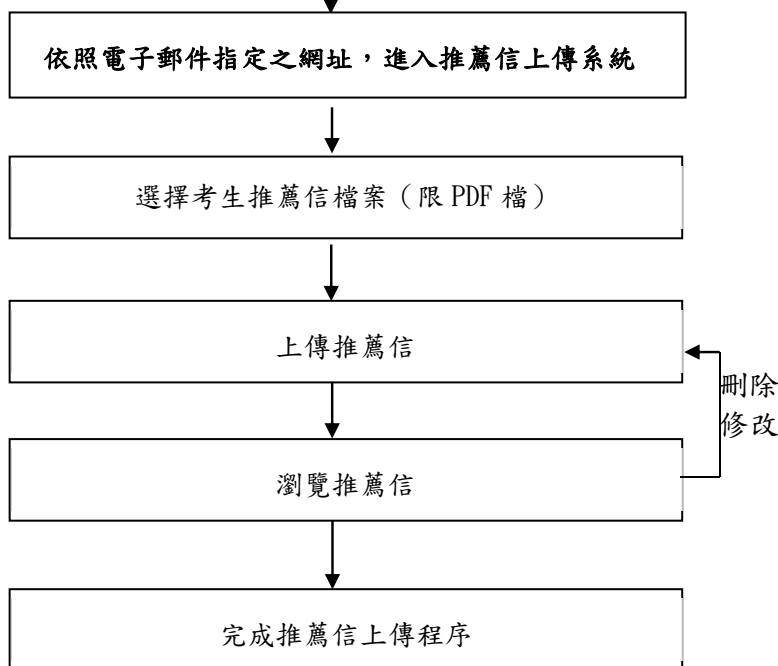 依照電子郵件指定之網址，進入推薦信上傳系統
選擇考生推薦信檔案（限 PDF 檔）
上傳推薦信
刪除
修改
瀏覽推薦信
完成推薦信上傳程序